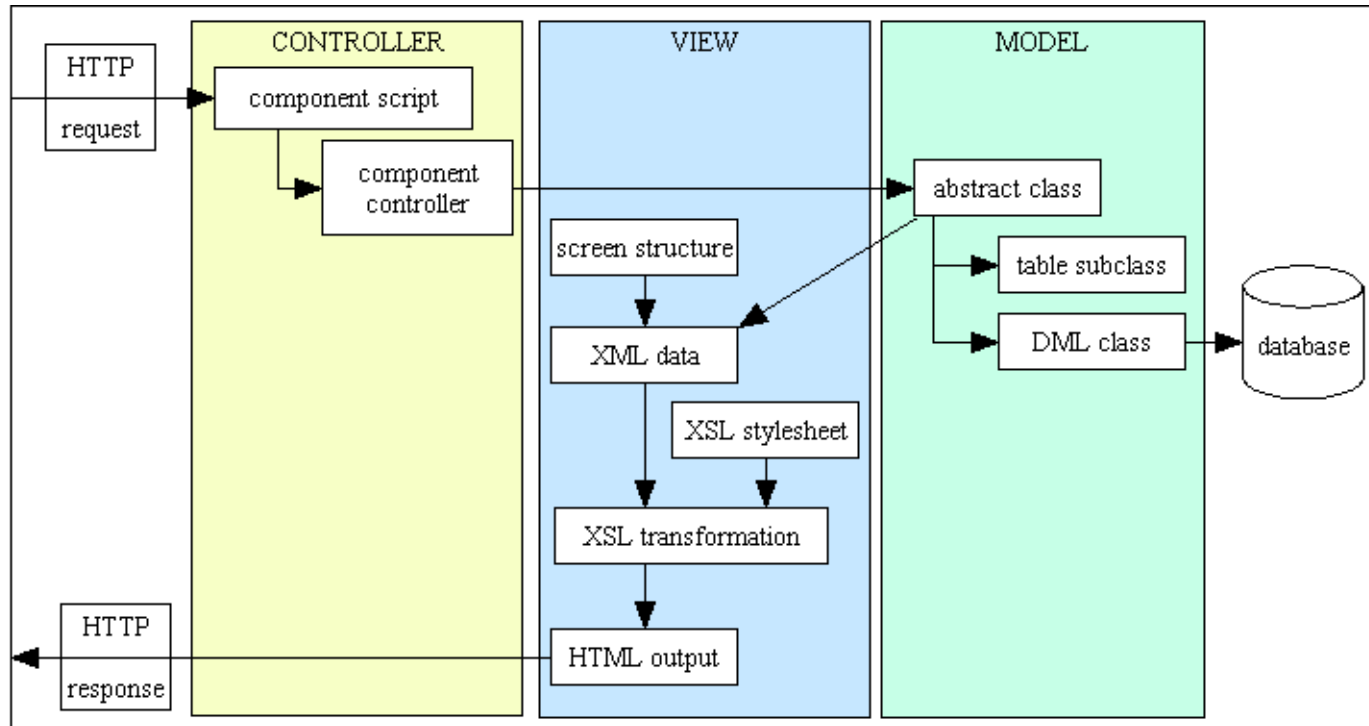 CONTROLLER
VIEW
MODEL
HTTP
request
component script
component
controller
abstract class
screen structure
table subclass
XML data
DML class
database
XSL stylesheet
XSL transformation
HTTP
response
HTML output